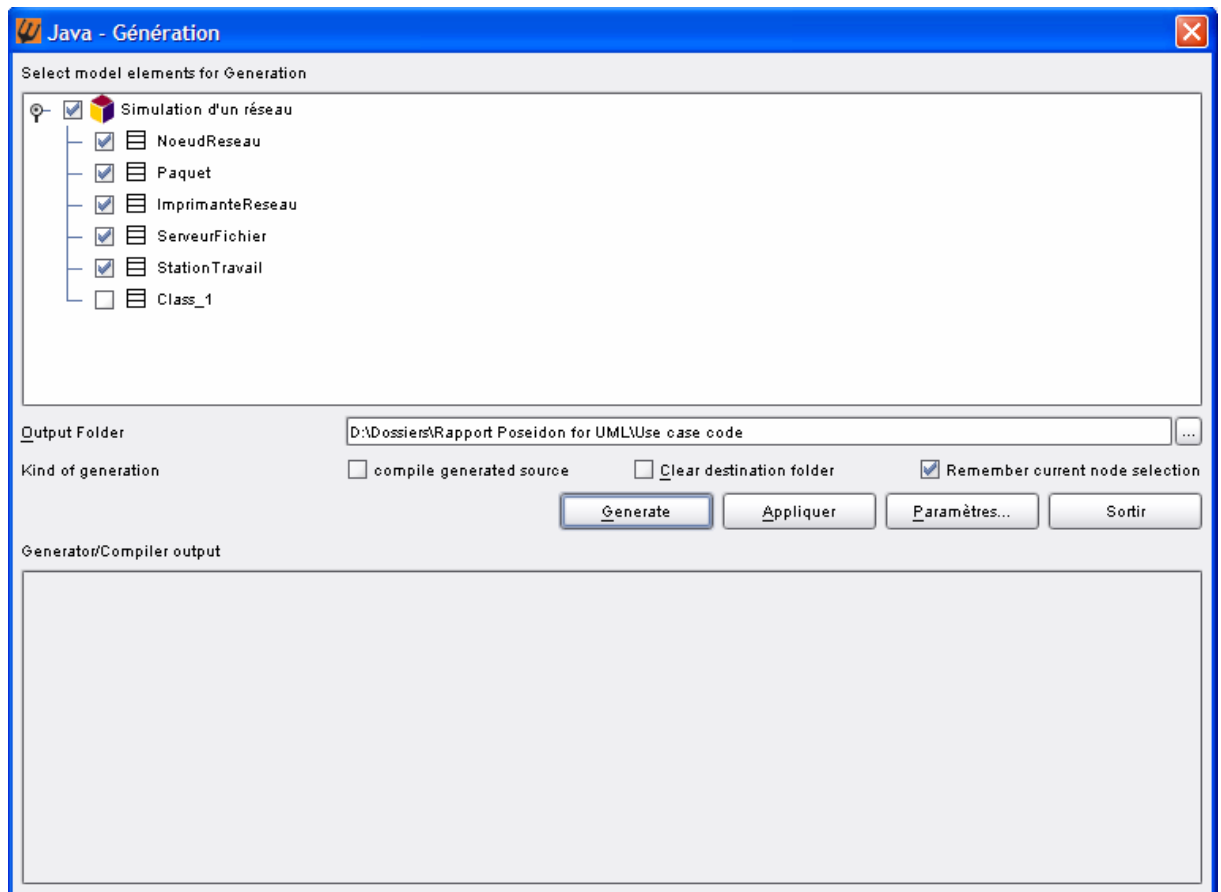 Java - Génération
Select model elements for Generation
Simulation d'un réseau
NoeudReseau
Paquet
ImprimanteReseau
ServeurFichier
StationTravail
Class_1
Output Folder
D:\Dossiers\Rapport Poseidon for UML\Use case code
...
Kind of generation
compile generated source
Clear destination folder
Remember current node selection
Generate
Appliquer
Paramètres...
Sortir
Generator/Compiler output